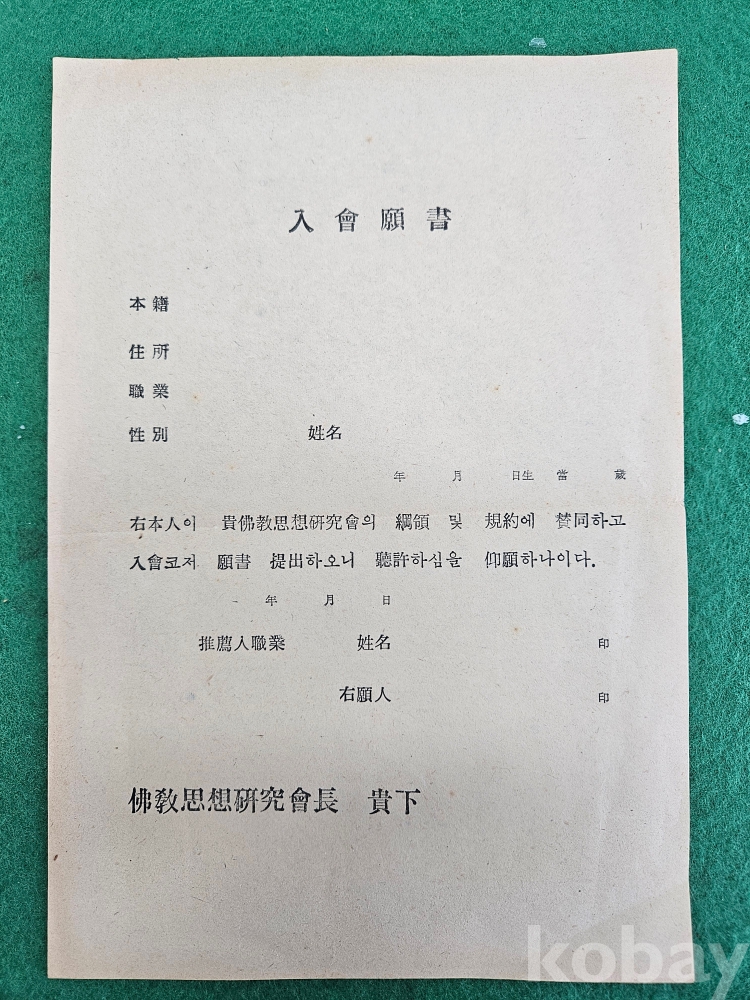 入會願書
本籍
住所
職業
性別 姓名
年 月 日生 當 歲
右本人이 貴佛敎思想硏究會의 綱領 및 規約에 贊同하고
入會코저 願書 提出하오니 聽許하심을 仰願하나이다.
年 月 日
推薦人職業 姓名 印
右願人 印
佛敎思想硏究會長 貴下
kobay